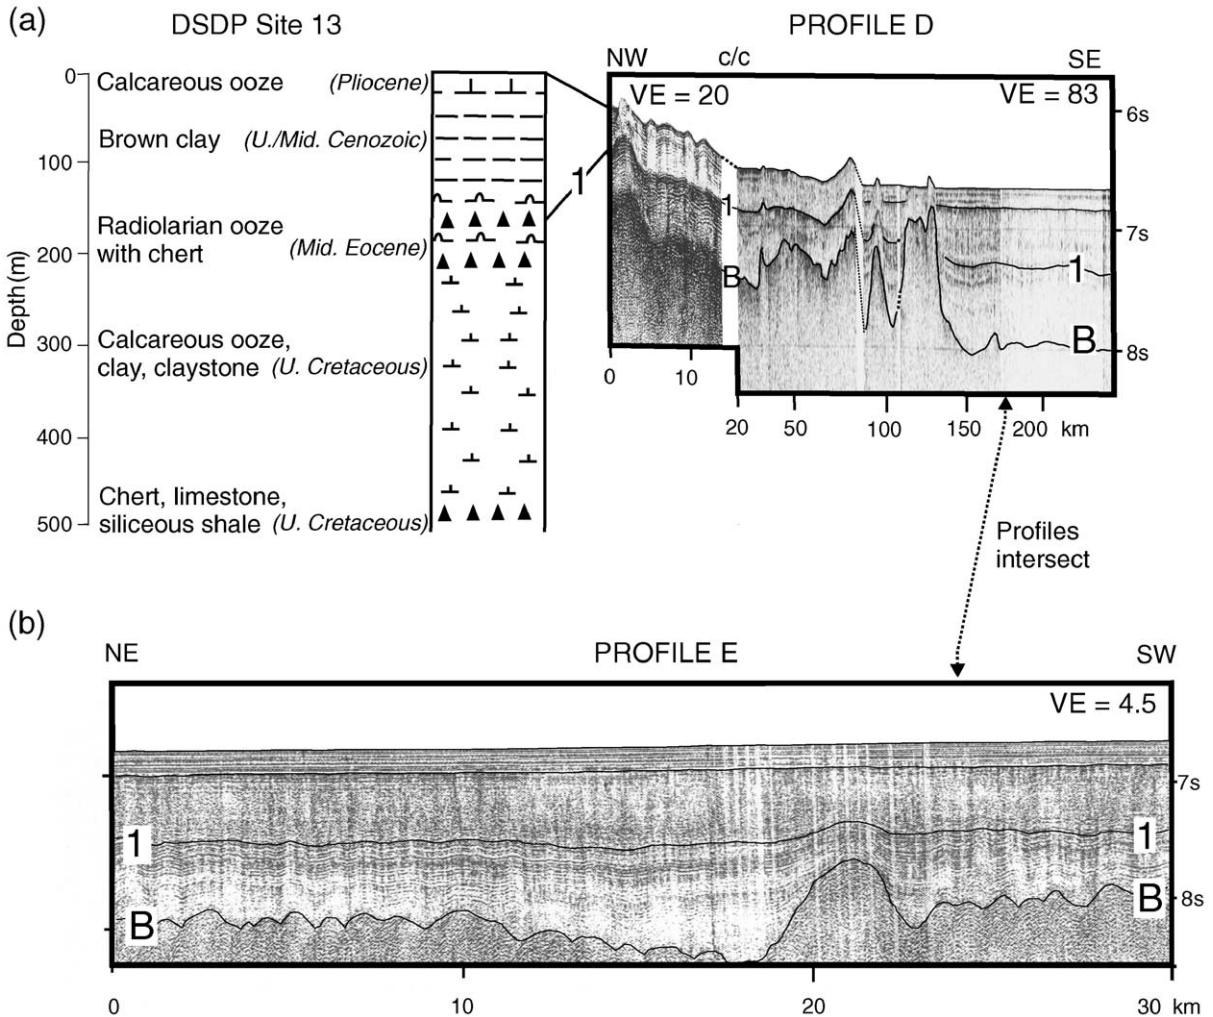 (a)
DSDP Site 13
PROFILE D
NW c/c SE
0 Calcareous ooze (Pliocene)
VE = 20 VE = 83
6s
Brown clay (U./Mid. Cenozoic)
100
1
Radiolarian ooze
with chert (Mid. Eocene)
200
1 7s
1
B
B
8s
Depth(m)
300 Calcareous ooze,
clay, claystone (U. Cretaceous)
0 10
20 50 100 150 200 km
400
Chert, limestone,
siliceous shale (U. Cretaceous)
500
Profiles
intersect
(b)
NE PROFILE E SW
VE = 4.5
7s
1 1
B B
8s
0 10 20 30 km